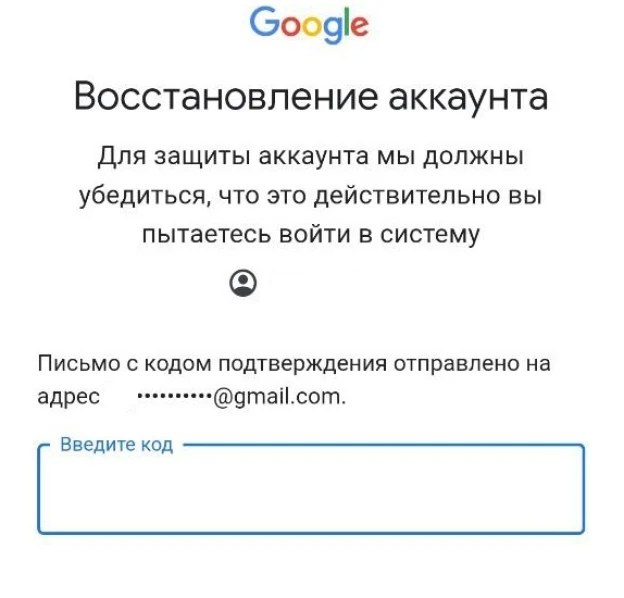 Google
Восстановление аккаунта
Для защиты аккаунта мы должны
убедиться, что это действительно вы
пытаетесь войти в систему
Письмо с кодом подтверждения отправлено на
адрес ••••••••••@gmail.com.
Введите код